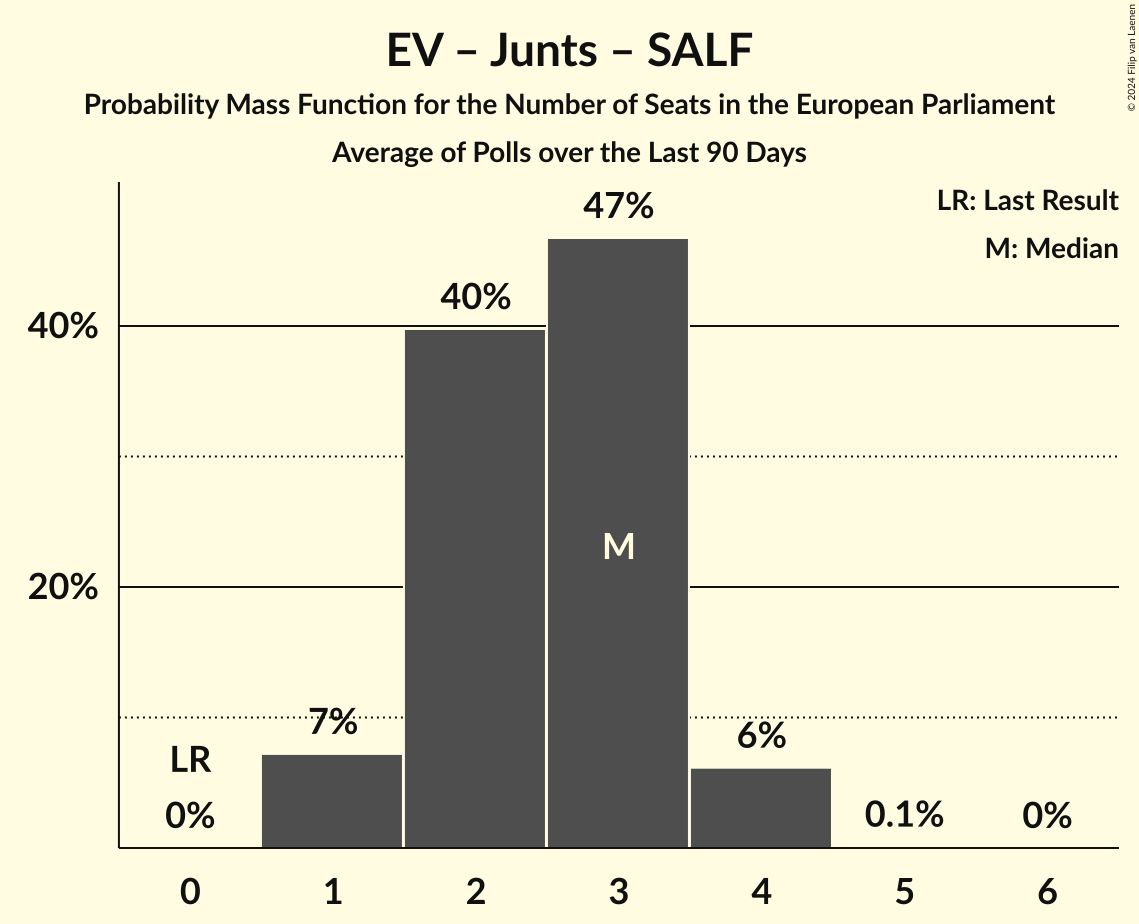 EV – Junts – SALF
Probability Mass Function for the Number of Seats in the European Parliament
Average of Polls over the Last 90 Days
© 2024 Filip van Laenen
LR: Last Result
M: Median
47%
40%
40%
M
20%
7%
6%
LR
0%
0.1%
0%
0 1 2 3 4 5 6